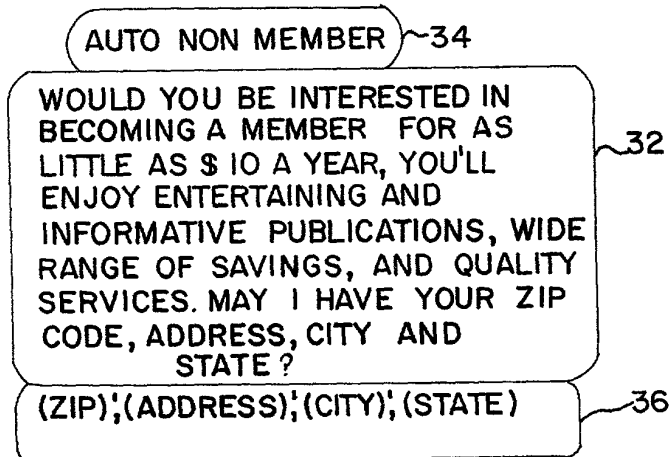 AUTO NON MEMBER 34
WOULD YOU BE INTERESTED IN
BECOMING A MEMBER FOR AS
LITTLE AS $ 10 A YEAR, YOU'LL
ENJOY ENTERTAINING AND
INFORMATIVE PUBLICATIONS, WIDE
RANGE OF SAVINGS, AND QUALITY
SERVICES. MAY I HAVE YOUR ZIP
CODE, ADDRESS, CITY AND
STATE?
32
(ZIP)¦,(ADDRESS)¦,(CITY)¦,(STATE)
36